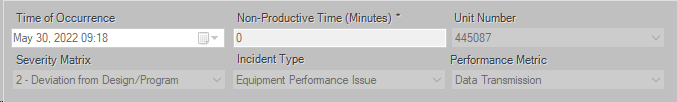 Time of Occurrence Non-Productive Time (Minutes) * Unit Number
May 30, 2022 09:18 0 445087
Severity Matrix Incident Type Performance Metric
2 - Deviation from Design/Program Equipment Performance Issue Data Transmission